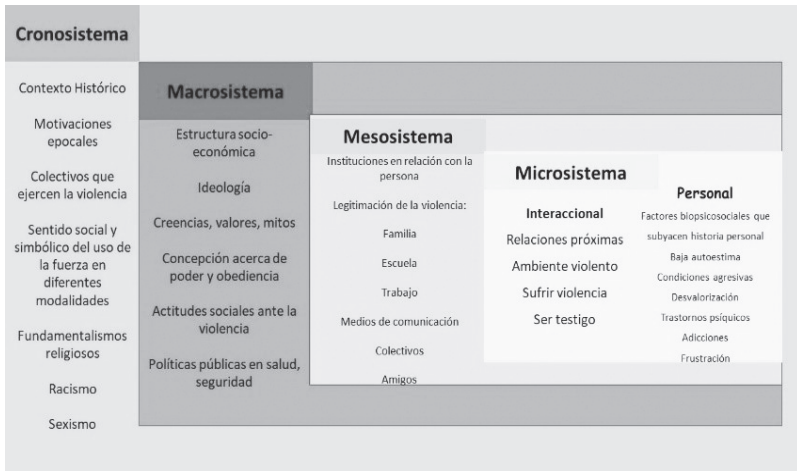 Cronosistema
Contexto Histórico
Motivaciones
epocales
Colectivos que
ejercen la violencia
Sentido social y
simbólico del uso de
la fuerza en
diferentes
modalidades
Fundamentalismos
religiosos
Racismo
Sexismo
Macrosistema
Estructura socio-
económica
Ideología
Creencias, valores, mitos
Concepción acerca de
poder y obediencia
Actitudes sociales ante la
violencia
Políticas públicas en salud,
seguridad
Mesosistema
Instituciones en relación con la
persona
Legitimación de la violencia:
Familia
Escuela
Trabajo
Medios de comunicación
Colectivos
Amigos
Microsistema
Interaccional
Relaciones próximas
Ambiente violento
Sufrir violencia
Ser testigo
Personal
Factores biopsicosociales que
subyacen historia personal
Baja autoestima
Condiciones agresivas
Desvalorización
Trastornos psíquicos
Adicciones
Frustración